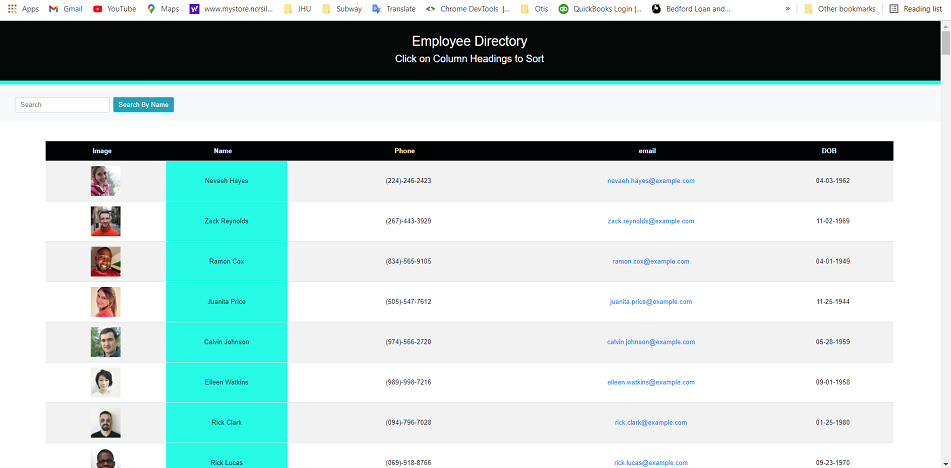 Apps Gmail YouTube Maps www.mystore.ncrsil... JHU Subway Translate Chrome DevTools |... Otis QuickBooks Login |... Bedford Loan and... » Other bookmarks Reading list
Employee Directory
Click on Column Headings to Sort
Search Search By Name
Image Name Phone email DOB
Nevaeh Hayes (224)-246-2423 nevaeh.hayes@example.com 04-03-1962
Zack Reynolds (267)-443-3929 zack.reynolds@example.com 11-02-1969
Ramon Cox (834)-565-9105 ramon.cox@example.com 04-01-1949
Juanita Price (505)-547-7612 juanita.price@example.com 11-25-1944
Calvin Johnson (974)-566-2720 calvin.johnson@example.com 05-28-1959
Eileen Watkins (989)-998-7216 eileen.watkins@example.com 09-01-1958
Rick Clark (094)-796-7028 rick.clark@example.com 01-25-1980
Rick Lucas (069)-918-8766 rick.lucas@example.com 09-23-1970